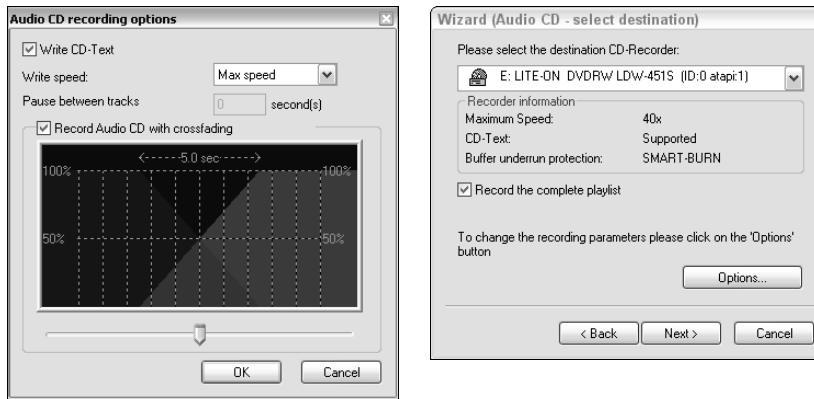 Audio CD recording options
Write CD-Text
Write speed: Max speed
Pause between tracks 0 second(s)
Record Audio CD with crossfading
<-----5.0 sec----->
100% 100%
50% 50%
OK Cancel
Wizard (Audio CD - select destination)
Please select the destination CD-Recorder:
E: LITE-ON DVDRW LDW-451S (ID:0 atapi:1)
Recorder information
Maximum Speed: 40x
CD-Text: Supported
Buffer underrun protection: SMART-BURN
Record the complete playlist
To change the recording parameters please click on the 'Options'
button
Options...
< Back Next > Cancel